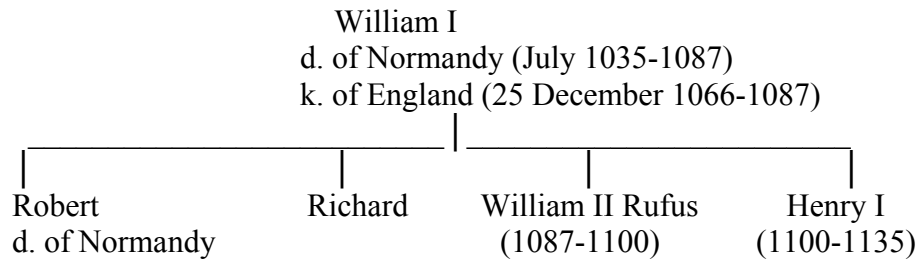 William I
d. of Normandy (July 1035-1087)
k. of England (25 December 1066-1087)
Robert Richard William II Rufus Henry I
d. of Normandy (1087-1100) (1100-1135)